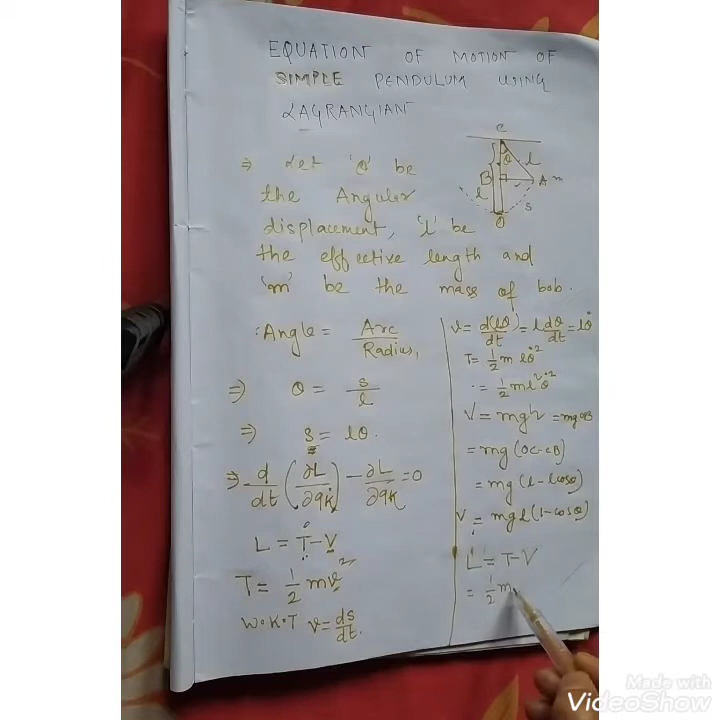 EQUATION OF MOTION OF
SIMPLE PENDULUM USING
LAGRANGIAN
⇒ Let 'θ' be
the Angular
displacement, 'l' be
the effective length and
'm' be the mass of bob.
C
θ l
B A m
l s
O
Angle = Arc / Radius,
⇒ θ = s/l
⇒ s = lθ.
⇒ d/dt (∂L/∂q̇k) − ∂L/∂qk = 0
L = T−V
T = 1/2 mv²
W.K.T v = ds/dt.
v = d(lθ)/dt = l dθ/dt = lθ̇
T = 1/2 m lθ̇²
= 1/2 ml²θ̇²
V = mgh = mg OB
= mg (OC−CB)
= mg (l − lcosθ)
V = mgl(1−cosθ)
L = T−V
= 1/2 m
Made with
VideoShow